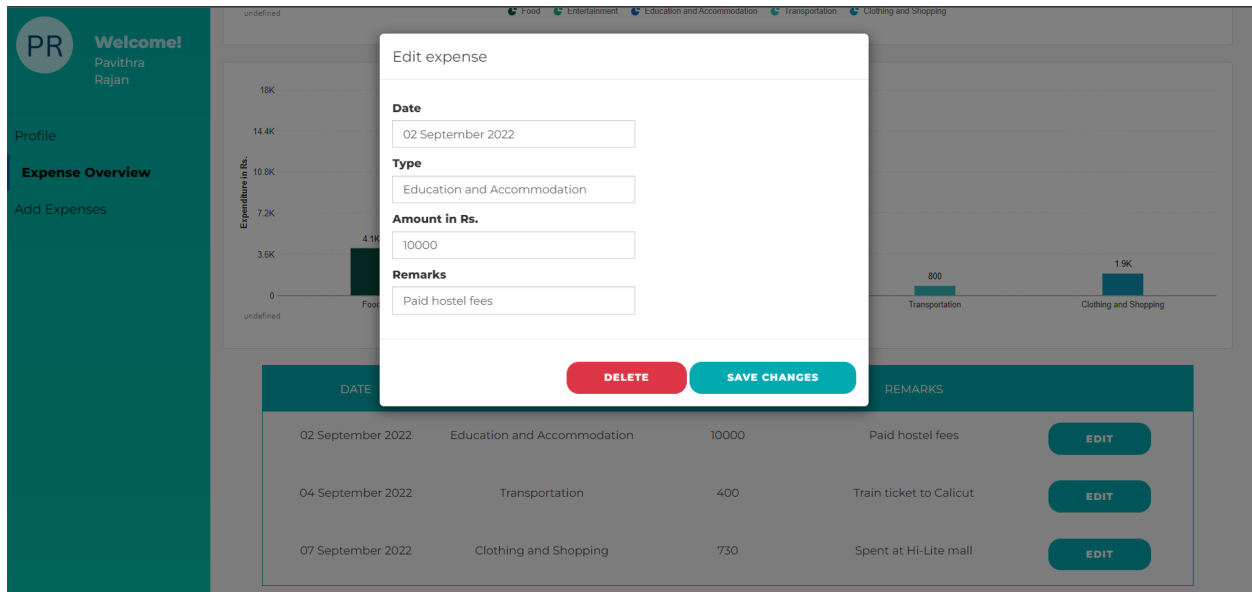 PR
Welcome!
Pavithra
Rajan
Profile
Expense Overview
Add Expenses
undefined
Food Entertainment Education and Accommodation Transportation Clothing and Shopping
Edit expense
Date
02 September 2022
Type
Education and Accommodation
Amount in Rs.
10000
Remarks
Paid hostel fees
DELETE SAVE CHANGES
Expenditure in Rs.
18K
14.4K
10.8K
7.2K
3.6K
0
4.1K
800
1.9K
Food Transportation Clothing and Shopping
undefined
DATE REMARKS
02 September 2022 Education and Accommodation 10000 Paid hostel fees EDIT
04 September 2022 Transportation 400 Train ticket to Calicut EDIT
07 September 2022 Clothing and Shopping 730 Spent at Hi-Lite mall EDIT